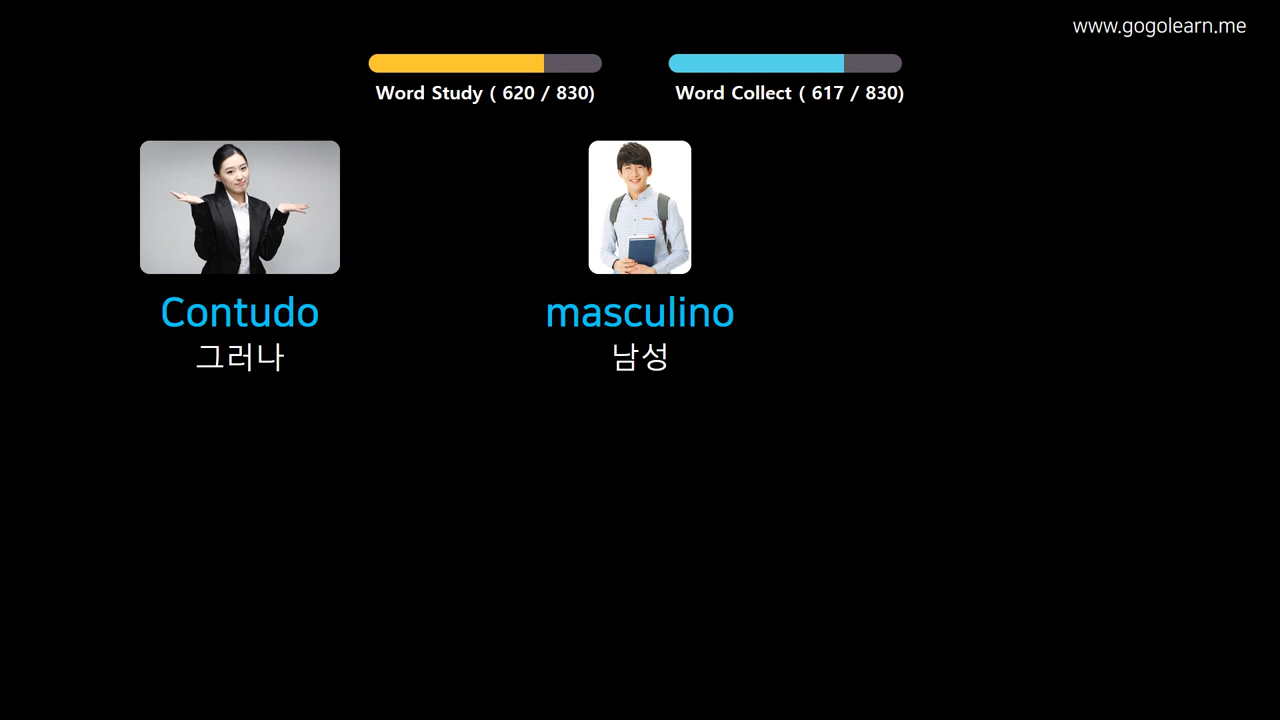 www.gogolearn.me
Word Study ( 620 / 830)
Word Collect ( 617 / 830)
Contudo
그러나
masculino
남성